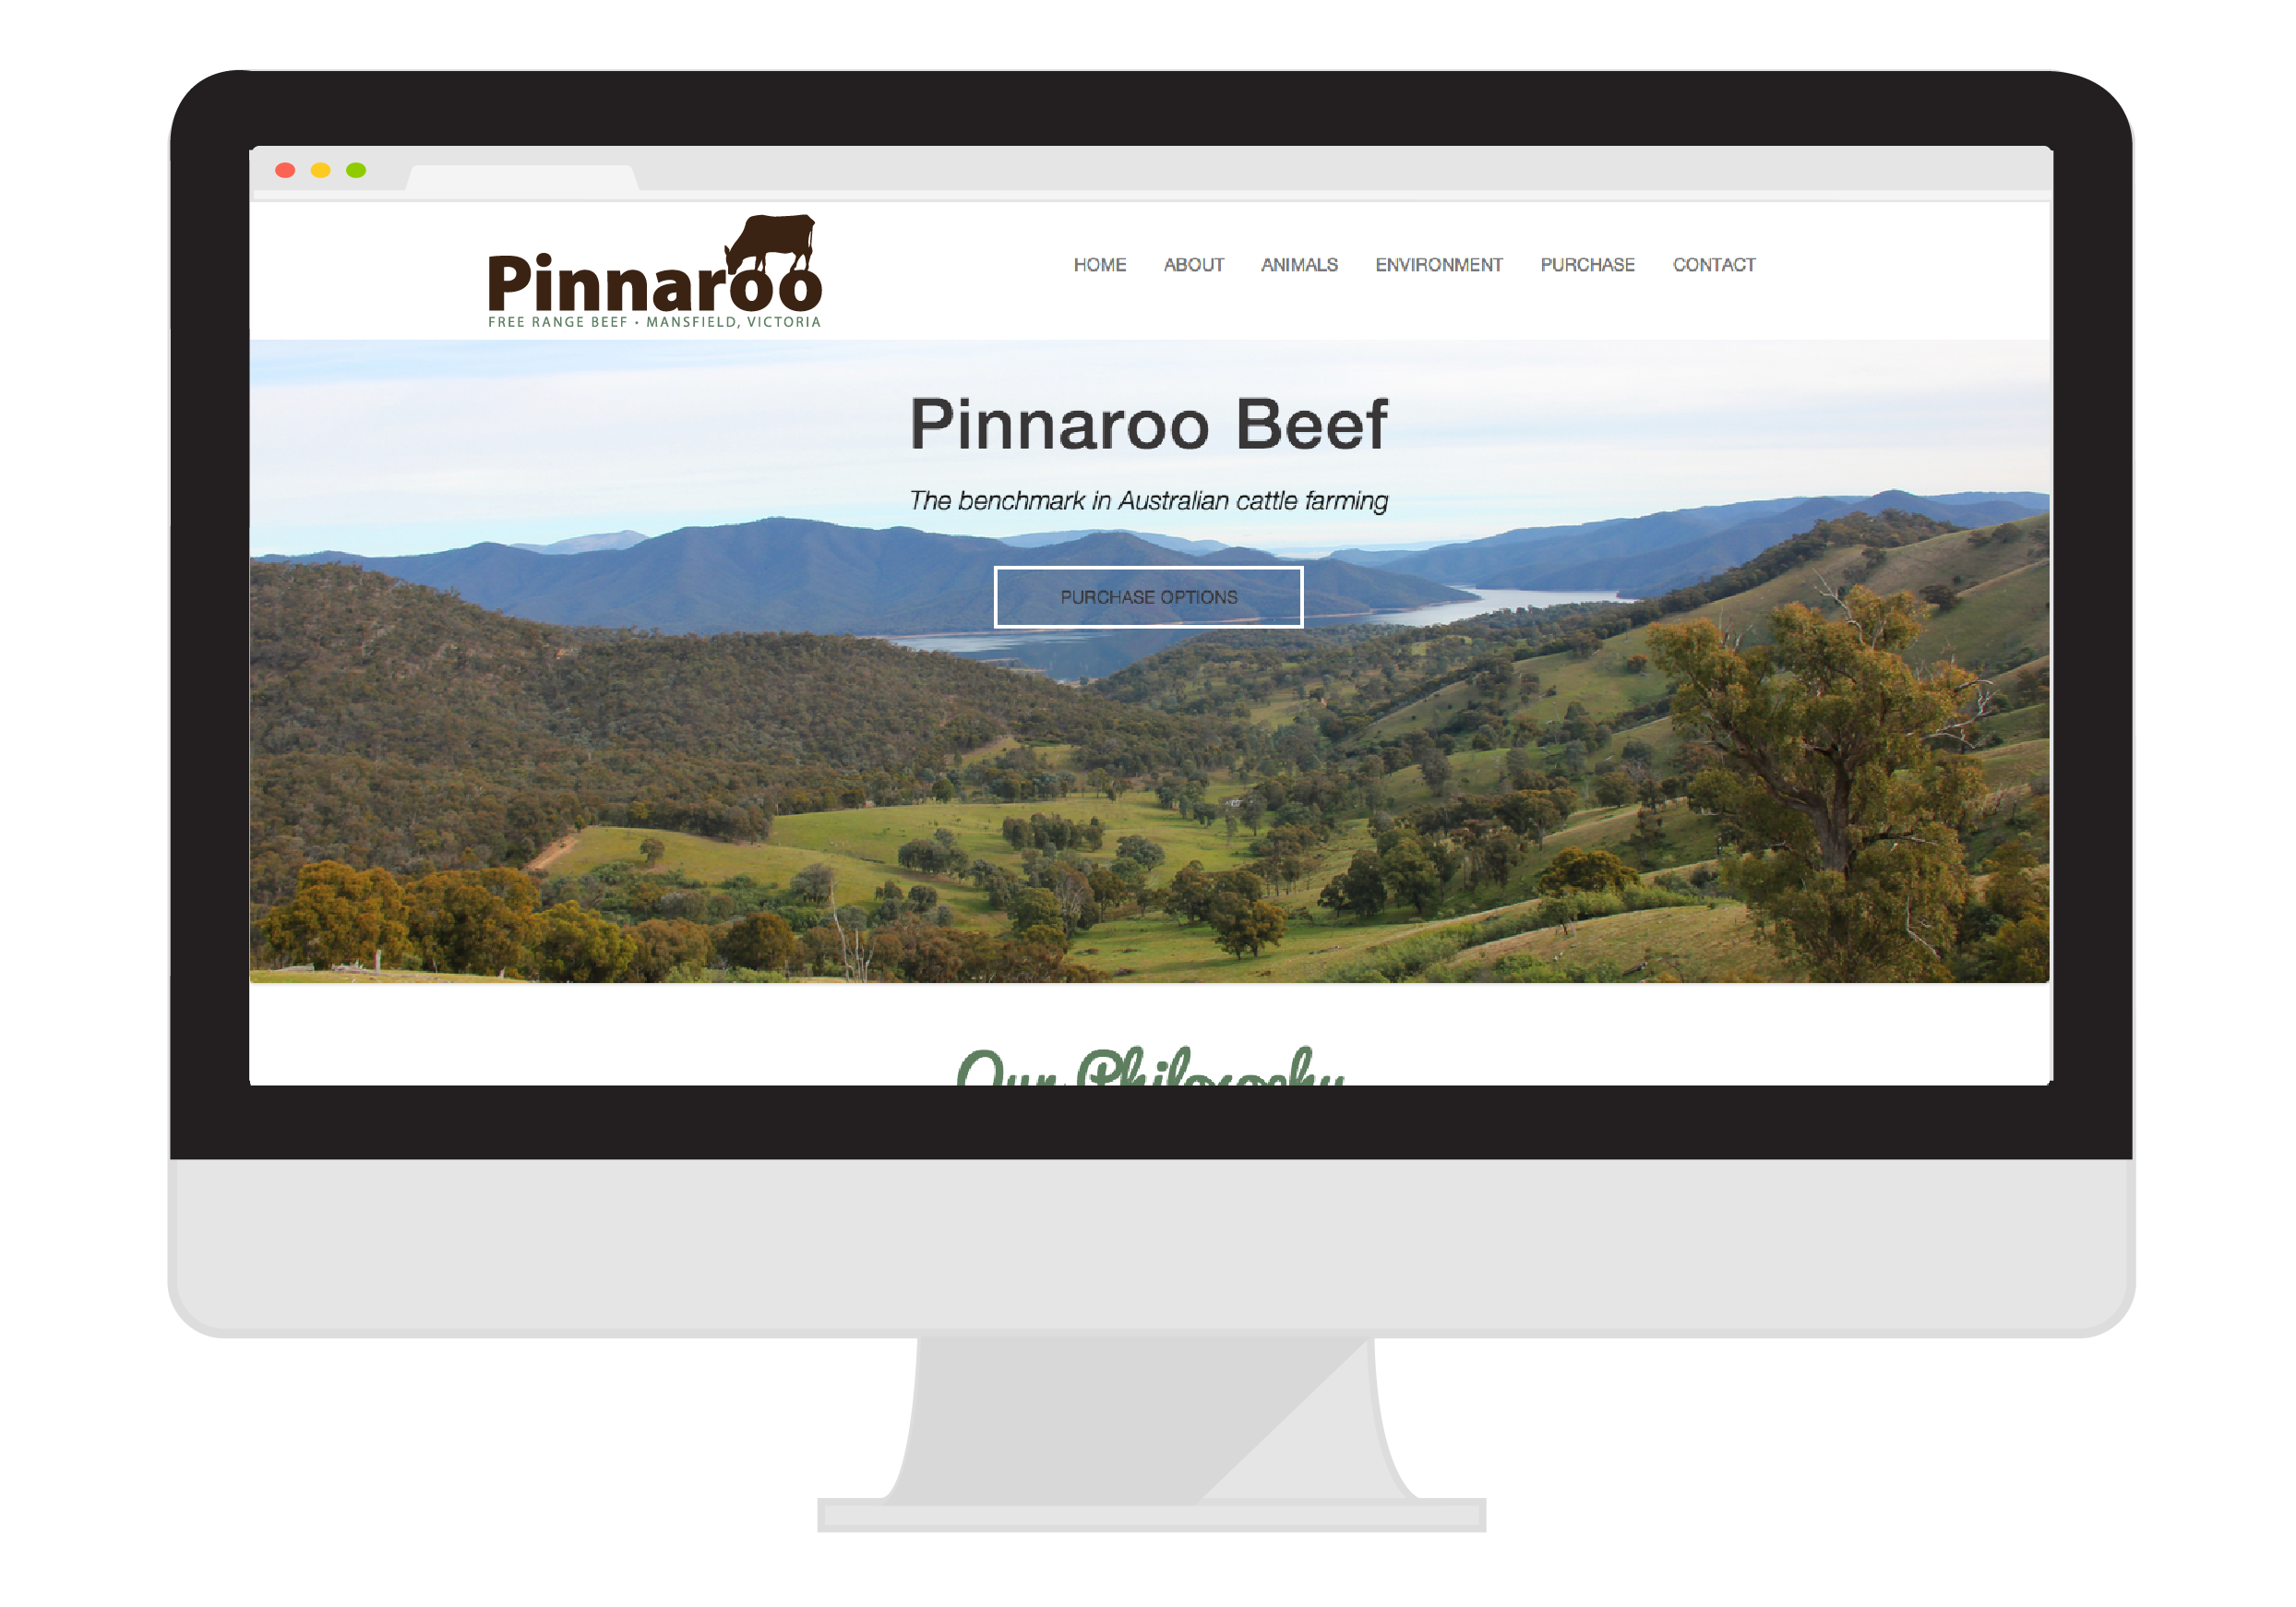 Pinnaroo
FREE RANGE BEEF • MANSFIELD, VICTORIA
HOME ABOUT ANIMALS ENVIRONMENT PURCHASE CONTACT
Pinnaroo Beef
The benchmark in Australian cattle farming
PURCHASE OPTIONS
Our Philosophy